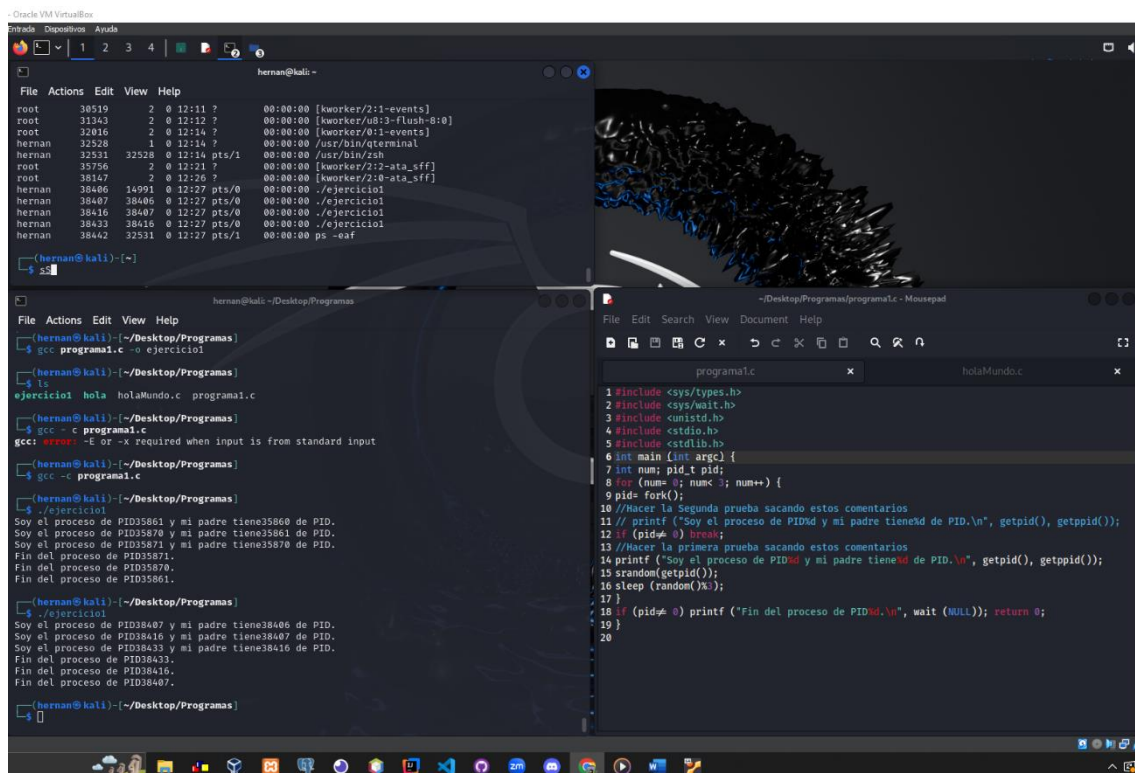 - Oracle VM VirtualBox
Entrada Dispositivos Ayuda
1 2 3 4
hernan@kali: ~
File Actions Edit View Help
root 30519 2 0 12:11 ? 00:00:00 [kworker/2:1-events]
root 31343 2 0 12:12 ? 00:00:00 [kworker/u8:3-flush-8:0]
root 32016 2 0 12:14 ? 00:00:00 [kworker/0:1-events]
hernan 32528 1 0 12:14 ? 00:00:00 /usr/bin/qterminal
hernan 32531 32528 0 12:14 pts/1 00:00:00 /usr/bin/zsh
root 35756 2 0 12:21 ? 00:00:00 [kworker/2:2-ata_sff]
root 38147 2 0 12:26 ? 00:00:00 [kworker/2:0-ata_sff]
hernan 38406 14991 0 12:27 pts/0 00:00:00 ./ejercicio1
hernan 38407 38406 0 12:27 pts/0 00:00:00 ./ejercicio1
hernan 38416 38407 0 12:27 pts/0 00:00:00 ./ejercicio1
hernan 38433 38416 0 12:27 pts/0 00:00:00 ./ejercicio1
hernan 38442 32531 0 12:27 pts/1 00:00:00 ps -eaf
(hernan㉿kali)-[~]
$ sS
hernan@kali: ~/Desktop/Programas
File Actions Edit View Help
(hernan㉿kali)-[~/Desktop/Programas]
$ gcc programa1.c -o ejercicio1
(hernan㉿kali)-[~/Desktop/Programas]
$ ls
ejercicio1 hola holaMundo.c programa1.c
(hernan㉿kali)-[~/Desktop/Programas]
$ gcc - c programa1.c
gcc: error: -E or -x required when input is from standard input
(hernan㉿kali)-[~/Desktop/Programas]
$ gcc -c programa1.c
(hernan㉿kali)-[~/Desktop/Programas]
$ ./ejercicio1
Soy el proceso de PID35861 y mi padre tiene35860 de PID.
Soy el proceso de PID35870 y mi padre tiene35861 de PID.
Soy el proceso de PID35871 y mi padre tiene35870 de PID.
Fin del proceso de PID35871.
Fin del proceso de PID35870.
Fin del proceso de PID35861.
(hernan㉿kali)-[~/Desktop/Programas]
$ ./ejercicio1
Soy el proceso de PID38407 y mi padre tiene38406 de PID.
Soy el proceso de PID38416 y mi padre tiene38407 de PID.
Soy el proceso de PID38433 y mi padre tiene38416 de PID.
Fin del proceso de PID38433.
Fin del proceso de PID38416.
Fin del proceso de PID38407.
(hernan㉿kali)-[~/Desktop/Programas]
$
~/Desktop/Programas/programa1.c - Mousepad
File Edit Search View Document Help
programa1.c × holaMundo.c ×
1 #include <sys/types.h>
2 #include <sys/wait.h>
3 #include <unistd.h>
4 #include <stdio.h>
5 #include <stdlib.h>
6 int main (int argc) {
7 int num; pid_t pid;
8 for (num= 0; num< 3; num++) {
9 pid= fork();
10 //Hacer la Segunda prueba sacando estos comentarios
11 // printf ("Soy el proceso de PID%d y mi padre tiene%d de PID.\n", getpid(), getppid());
12 if (pid≠ 0) break;
13 //Hacer la primera prueba sacando estos comentarios
14 printf ("Soy el proceso de PID%d y mi padre tiene%d de PID.\n", getpid(), getppid());
15 srandom(getpid());
16 sleep (random()%3);
17 }
18 if (pid≠ 0) printf ("Fin del proceso de PID%d.\n", wait (NULL)); return 0;
19 }
20